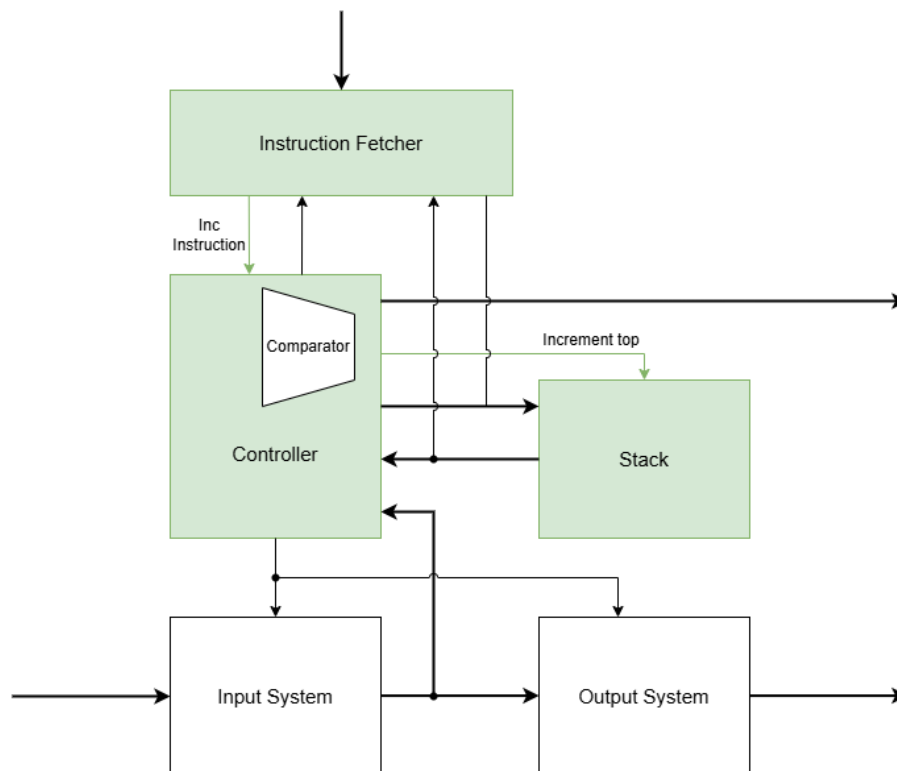 Instruction Fetcher
Inc
Instruction
Comparator
Increment top
Controller
Stack
Input System
Output System